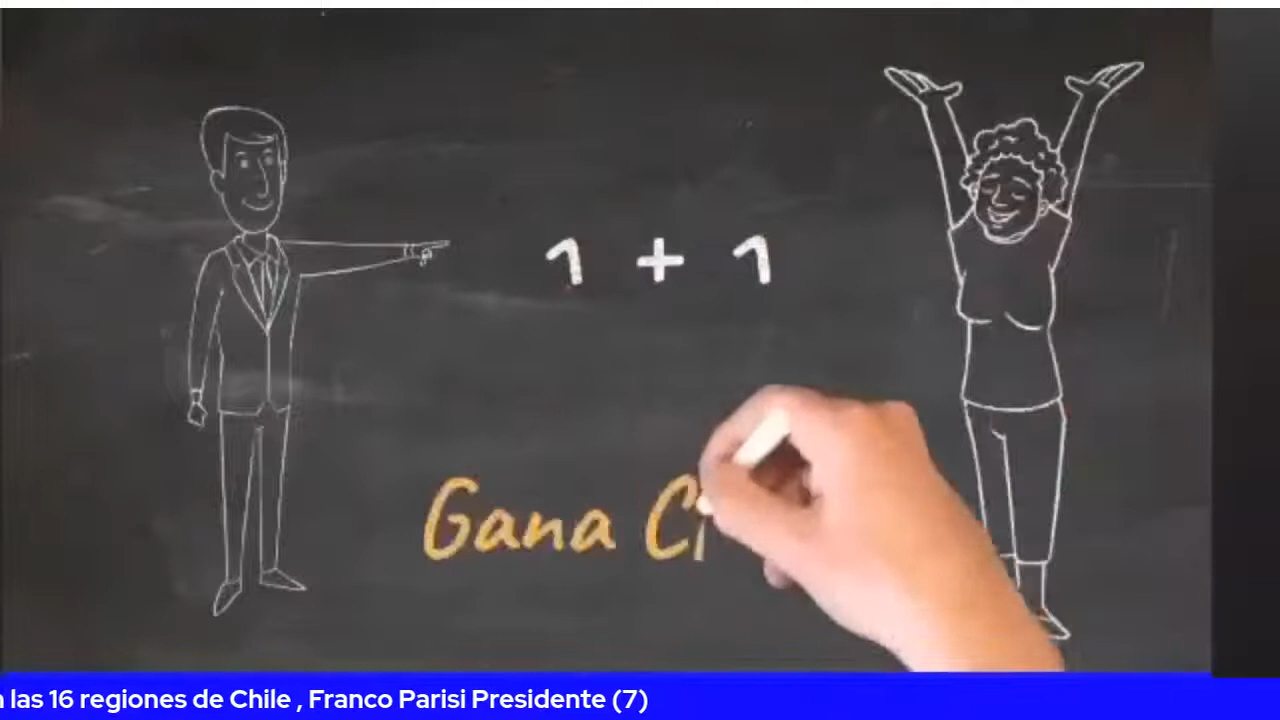 1 + 1
Gana
las 16 regiones de Chile , Franco Parisi Presidente (7)